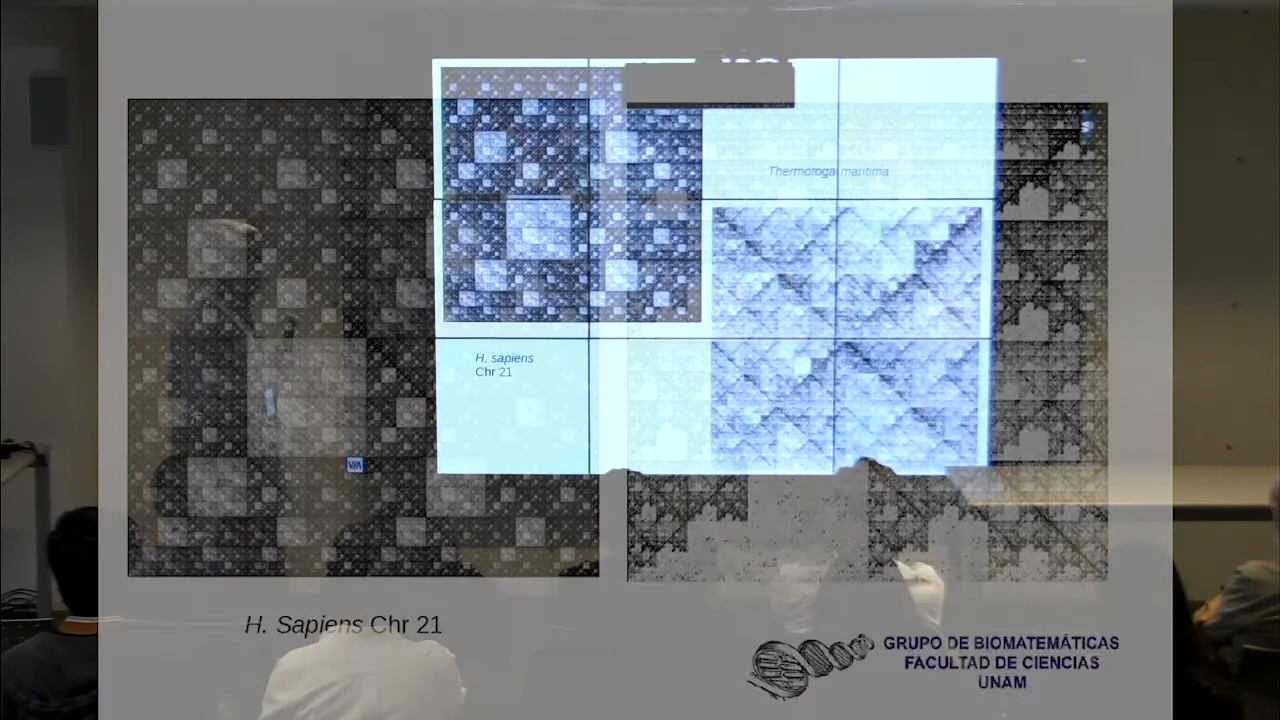 Thermotoga maritima
H. sapiens
Chr 21
H. Sapiens Chr 21
GRUPO DE BIOMATEMÁTICAS
FACULTAD DE CIENCIAS
UNAM